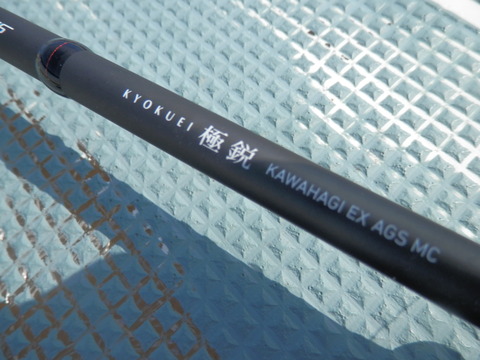 KYOKUEI 極鋭 KAWAHAGI EX AGS MC